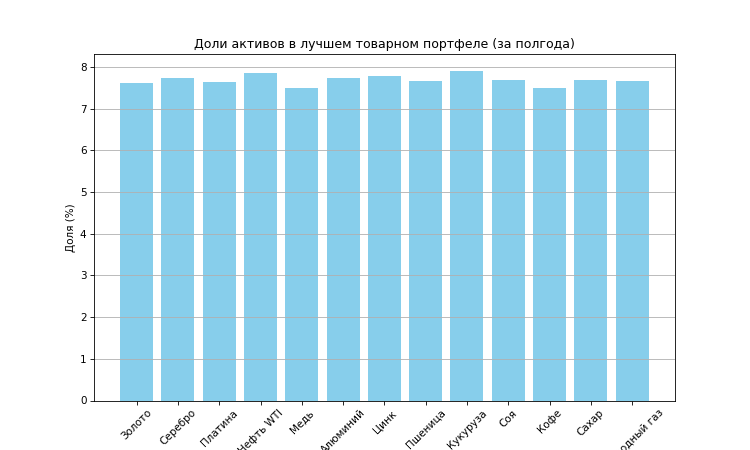 Доли активов в лучшем товарном портфеле (за полгода)
Доля (%)
8
7
6
5
4
3
2
1
0
Золото
Серебро
Платина
Нефть WTI
Медь
Алюминий
Цинк
Пшеница
Кукуруза
Соя
Кофе
Сахар
газ